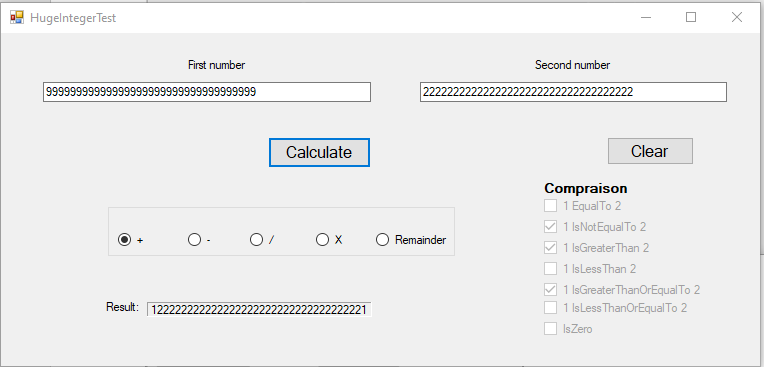 HugeIntegerTest
First number
Second number
99999999999999999999999999999999999
22222222222222222222222222222222222
Calculate
Clear
Compraison
1 EqualTo 2
1 IsNotEqualTo 2
1 IsGreaterThan 2
1 IsLessThan 2
1 IsGreaterThanOrEqualTo 2
1 IsLessThanOrEqualTo 2
IsZero
+ - / X Remainder
Result: 122222222222222222222222222222222221